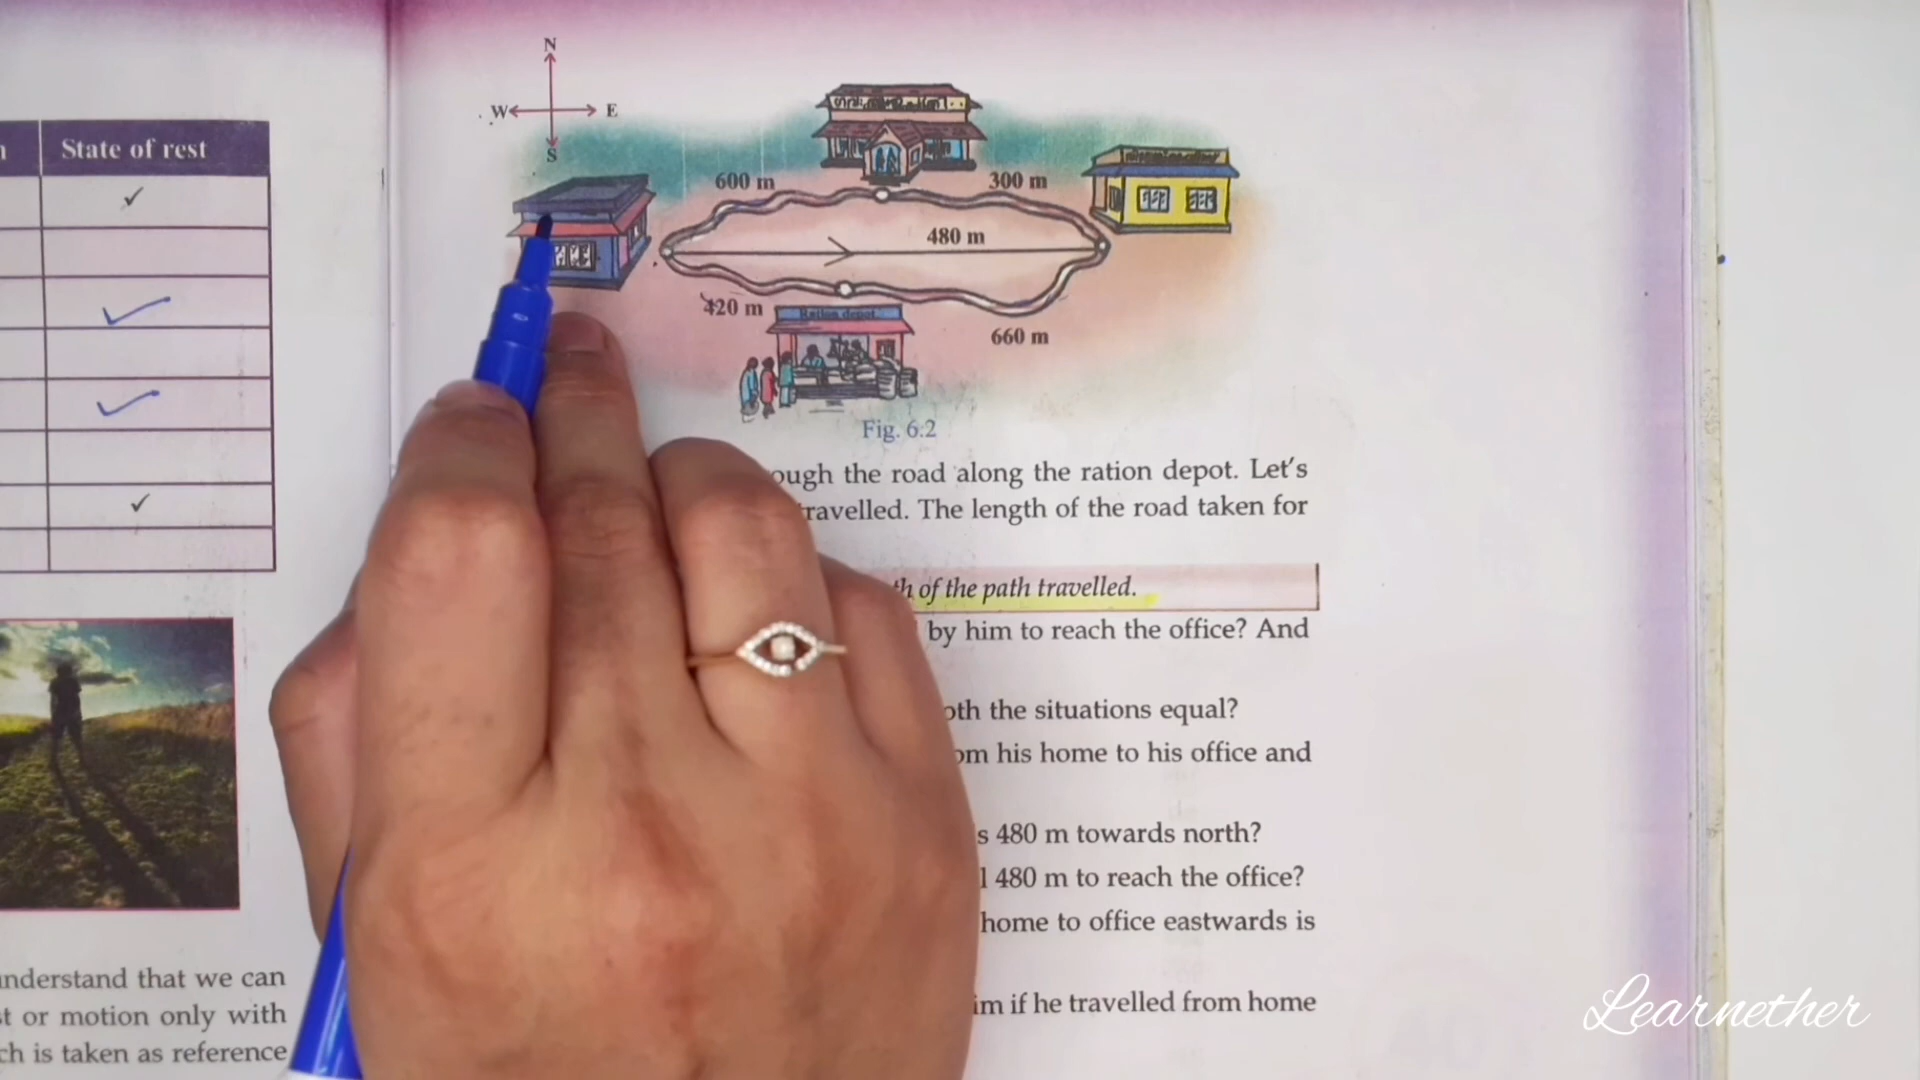 N
W E
S
State of rest
600 m
300 m
480 m
420 m
Ration depot
660 m
Fig. 6.2
ough the road along the ration depot. Let's
travelled. The length of the road taken for
th of the path travelled.
by him to reach the office? And
oth the situations equal?
om his home to his office and
s 480 m towards north?
l 480 m to reach the office?
home to office eastwards is
im if he travelled from home
nderstand that we can
t or motion only with
ch is taken as reference
Learnether